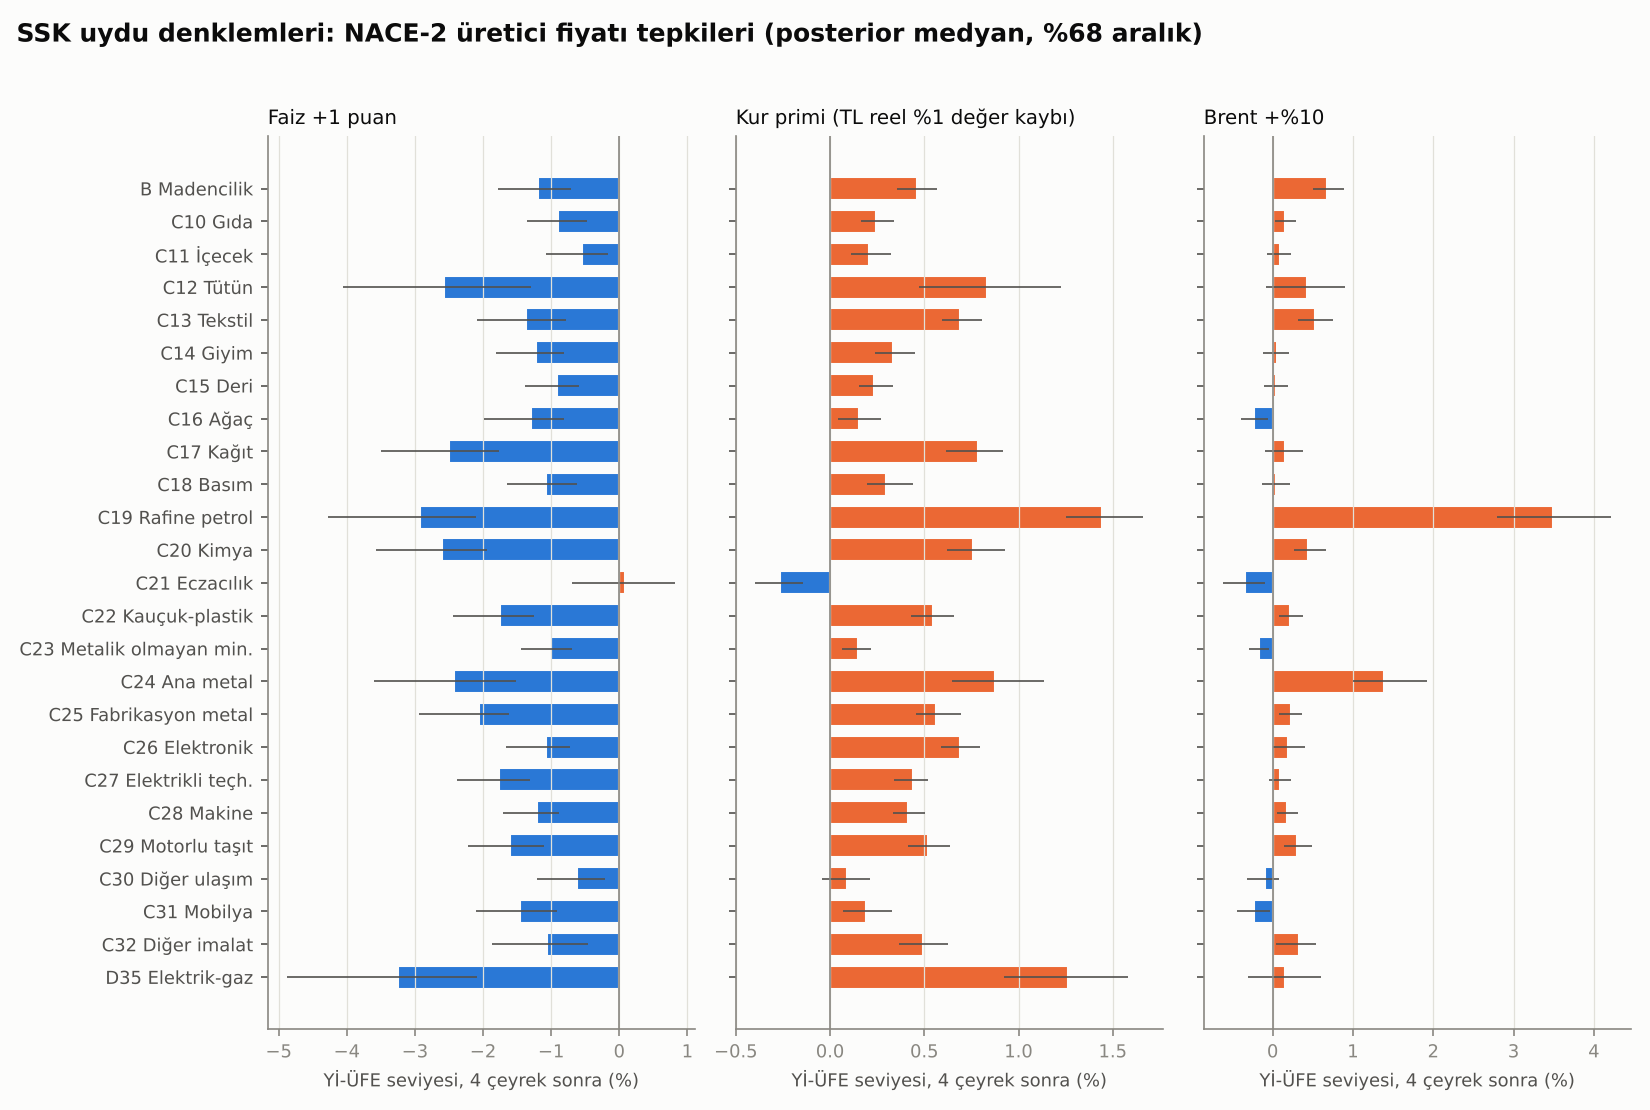 SSK uydu denklemleri: NACE-2 üretici fiyatı tepkileri (posterior medyan, %68 aralık)
Faiz +1 puan
Kur primi (TL reel %1 değer kaybı)
Brent +%10
B Madencilik
C10 Gıda
C11 İçecek
C12 Tütün
C13 Tekstil
C14 Giyim
C15 Deri
C16 Ağaç
C17 Kağıt
C18 Basım
C19 Rafine petrol
C20 Kimya
C21 Eczacılık
C22 Kauçuk-plastik
C23 Metalik olmayan min.
C24 Ana metal
C25 Fabrikasyon metal
C26 Elektronik
C27 Elektrikli teçh.
C28 Makine
C29 Motorlu taşıt
C30 Diğer ulaşım
C31 Mobilya
C32 Diğer imalat
D35 Elektrik-gaz
−5 −4 −3 −2 −1 0 1
−0.5 0.0 0.5 1.0 1.5
0 1 2 3 4
Yİ-ÜFE seviyesi, 4 çeyrek sonra (%)
Yİ-ÜFE seviyesi, 4 çeyrek sonra (%)
Yİ-ÜFE seviyesi, 4 çeyrek sonra (%)